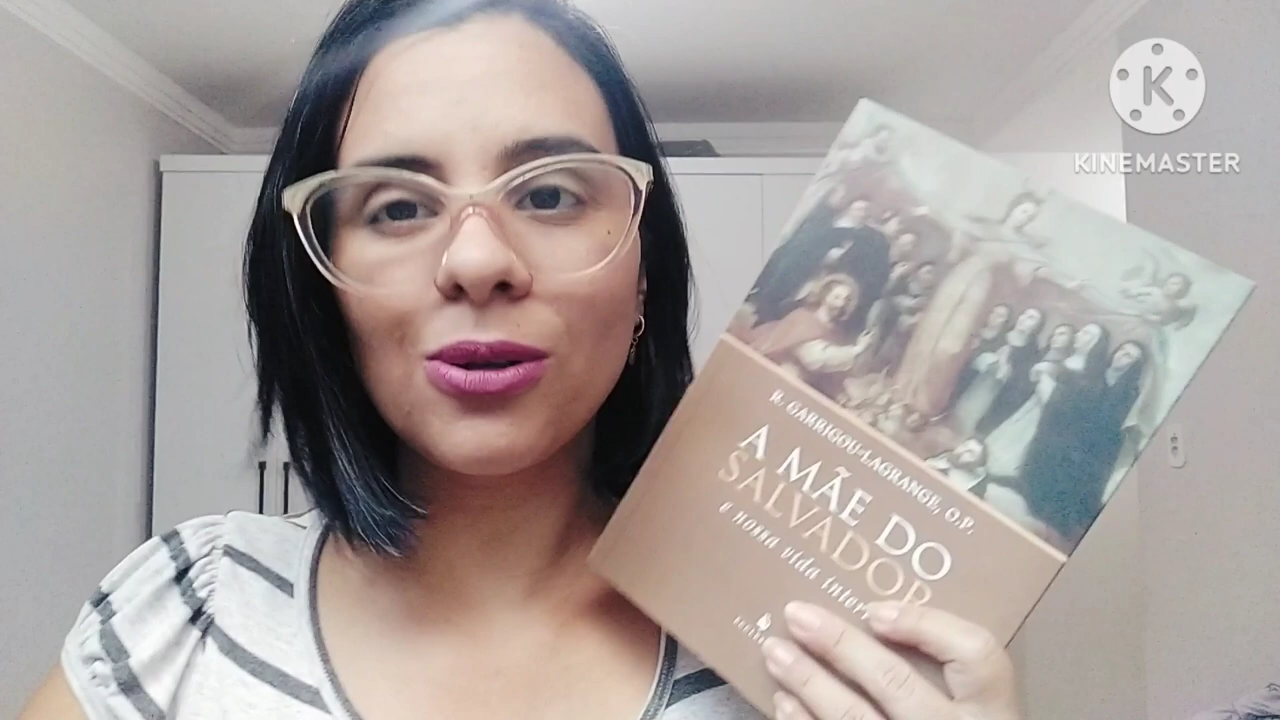 KINEMASTER
R. GARRIGOU-LAGRANGE, O.P.
A MÃE DO
SALVADOR
e nossa vida